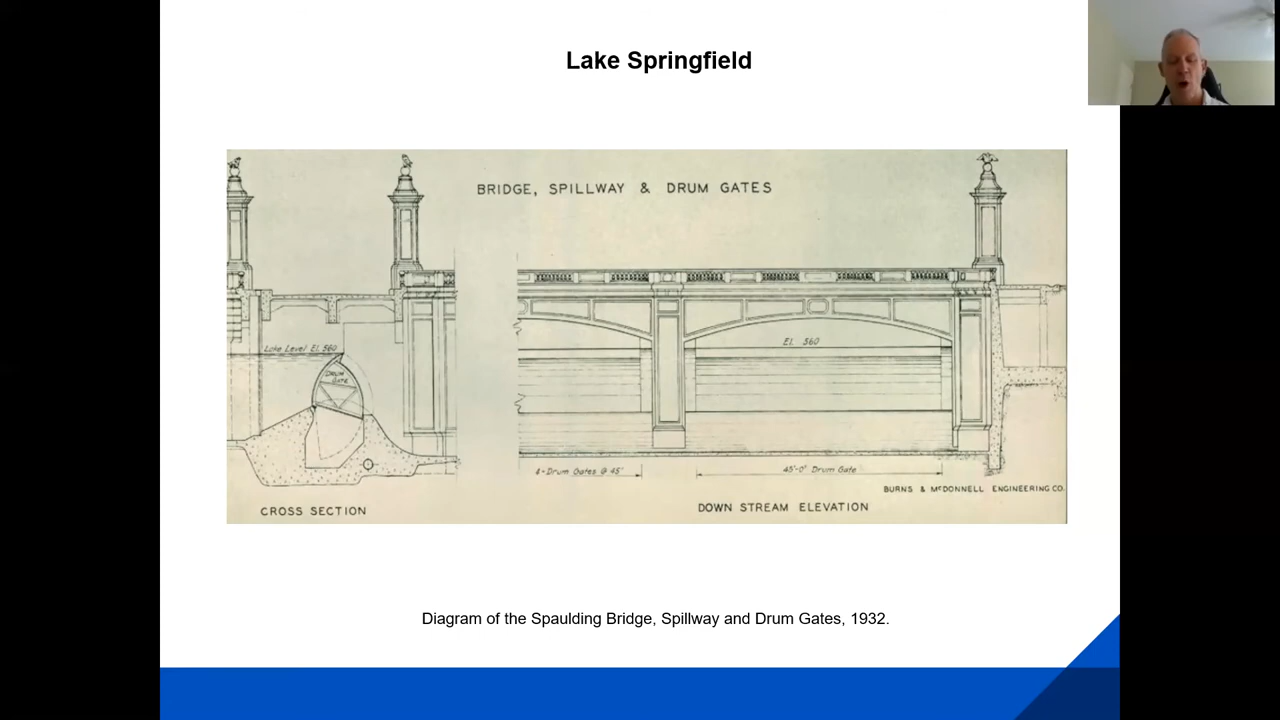 Lake Springfield
BRIDGE, SPILLWAY & DRUM GATES
Lake Level El. 560
DRUM
GATE
El. 560
4-Drum Gates @ 45'
45'-0" Drum Gate
BURNS & McDONNELL ENGINEERING CO.
CROSS SECTION
DOWN STREAM ELEVATION
Diagram of the Spaulding Bridge, Spillway and Drum Gates, 1932.